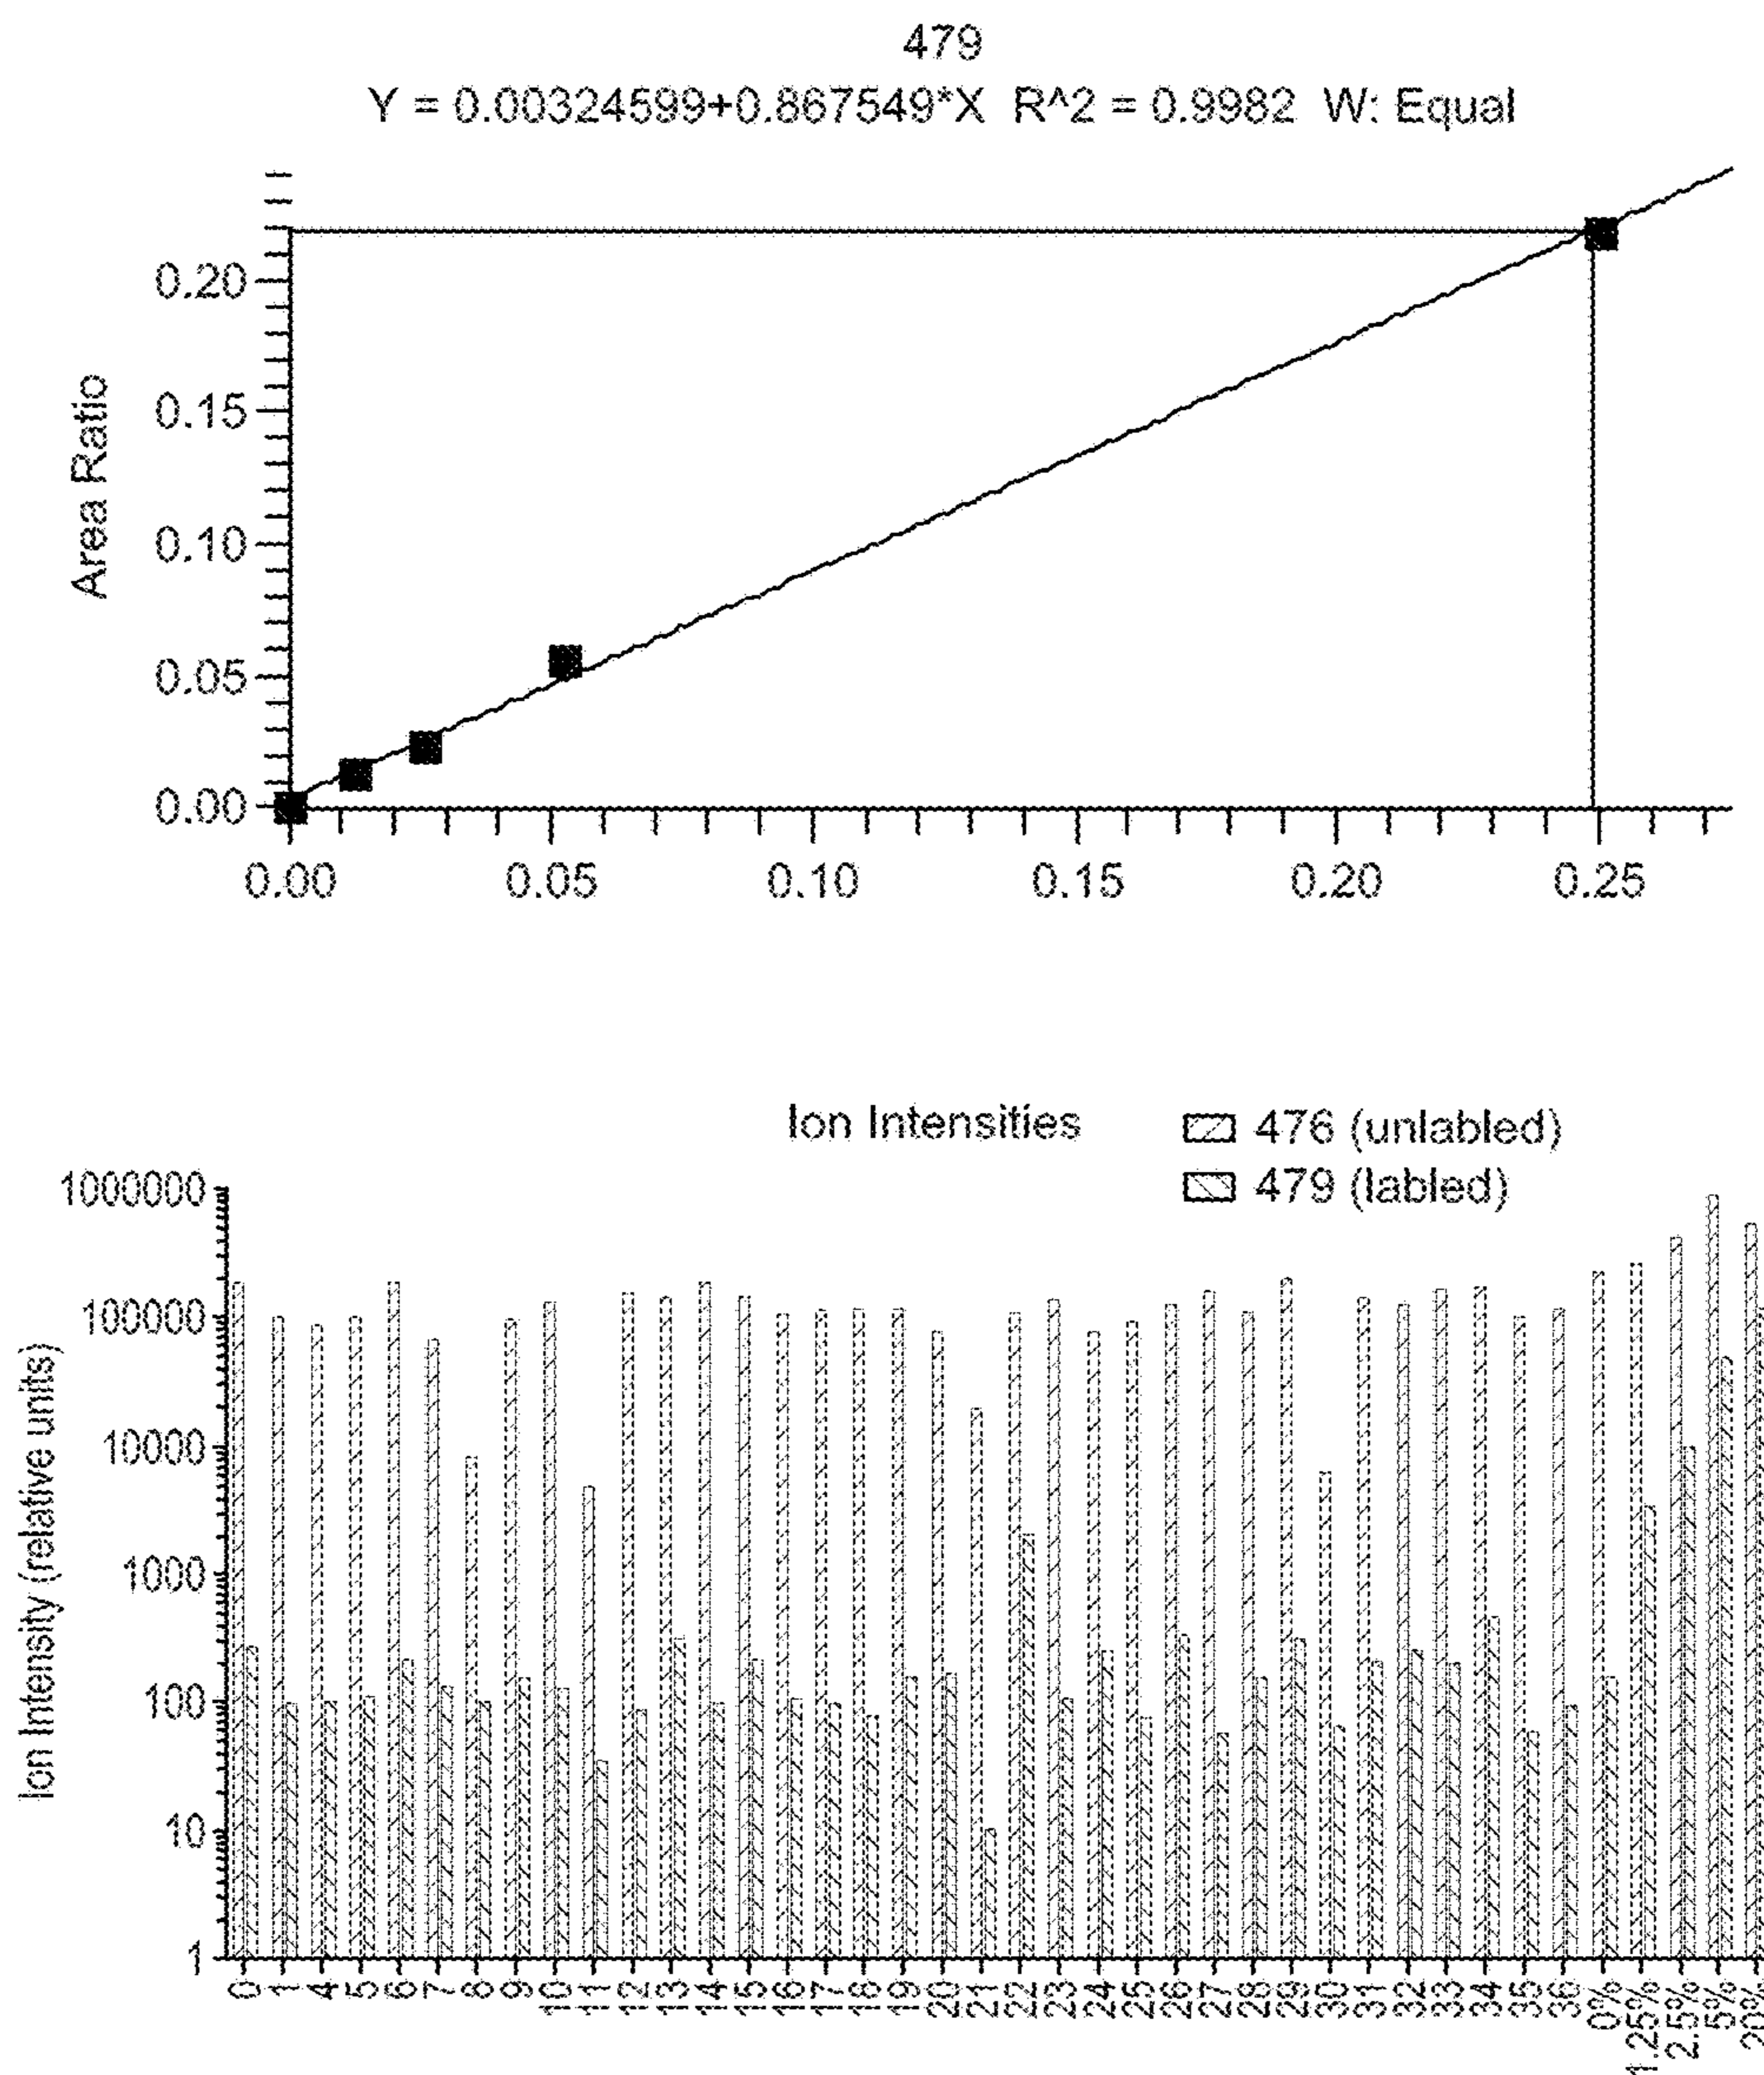 479
Y = 0.00324599+0.867549*X R^2 = 0.9982 W: Equal
Area Ratio
0.20
0.15
0.10
0.05
0.00
0.00 0.05 0.10 0.15 0.20 0.25
Ion Intensities
476 (unlabled)
479 (labled)
Ion Intensity (relative units)
1000000
100000
10000
1000
100
10
1
0 1 4 5 6 7 8 9 10 11 12 13 14 15 16 17 18 19 20 21 22 23 24 25 26 27 28 29 30 31 32 33 34 35 36 0% 1.25% 2.5% 5% 20%